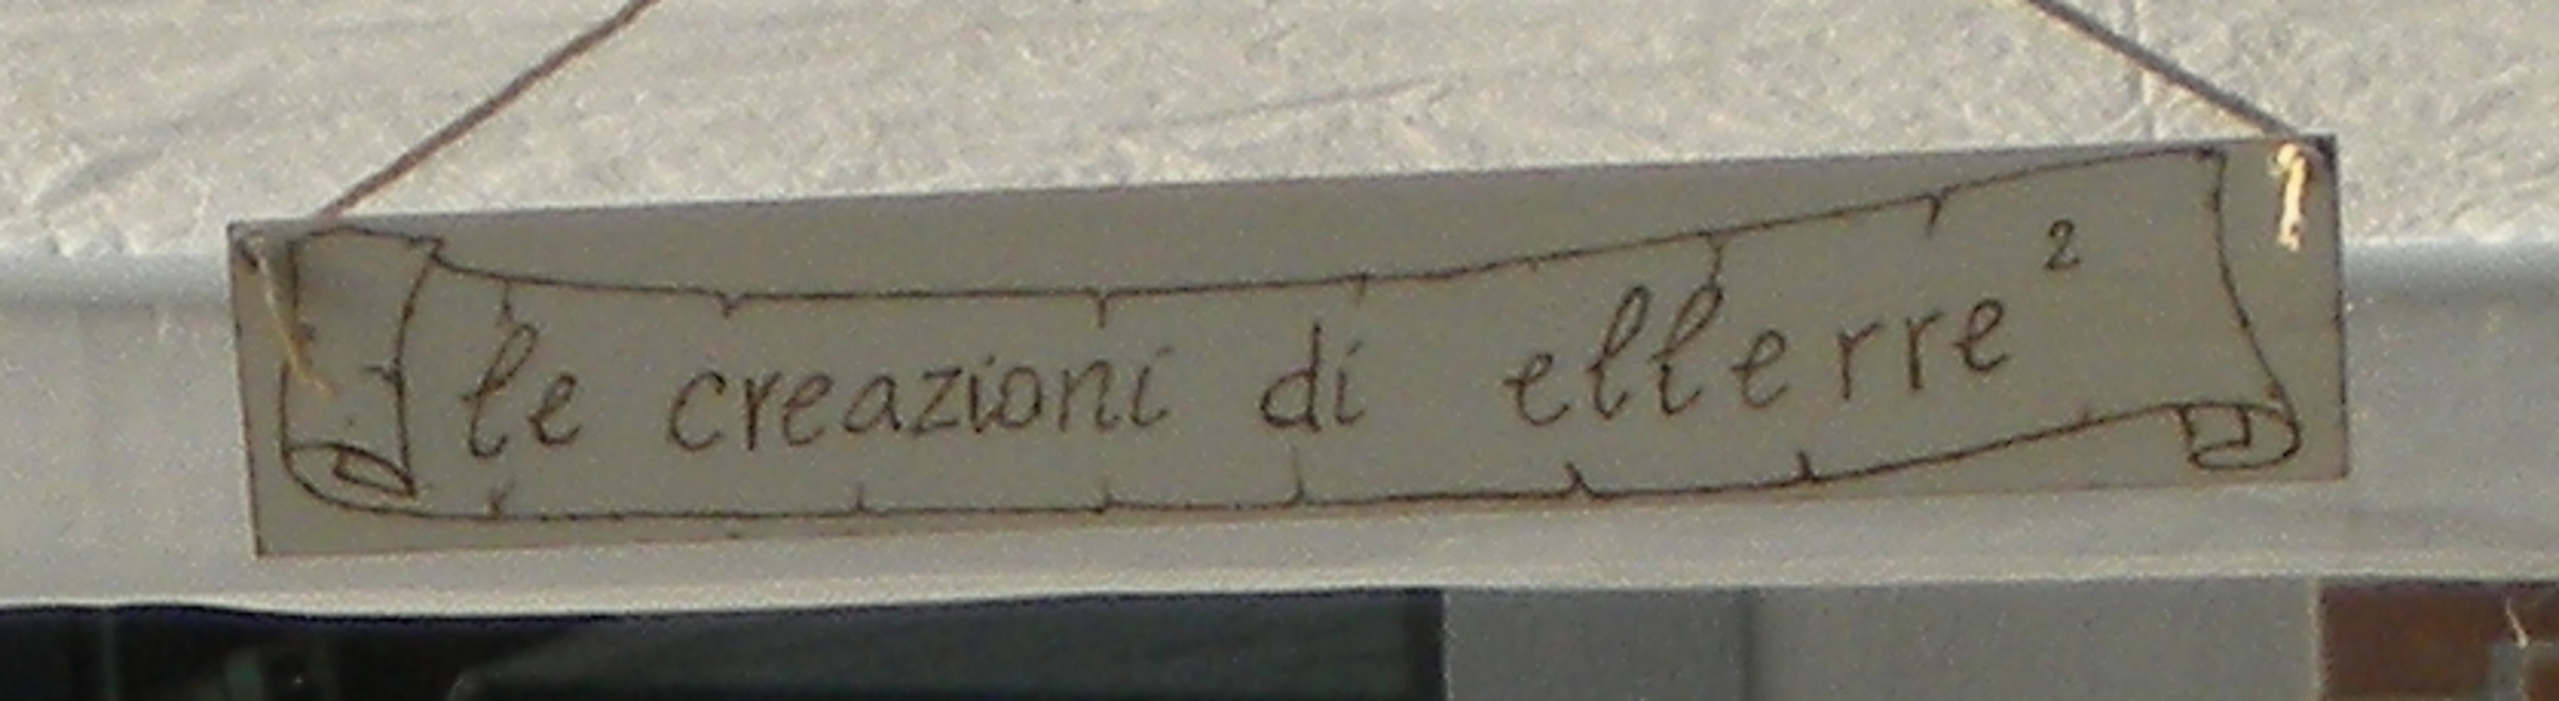 le creazioni di ellerre²